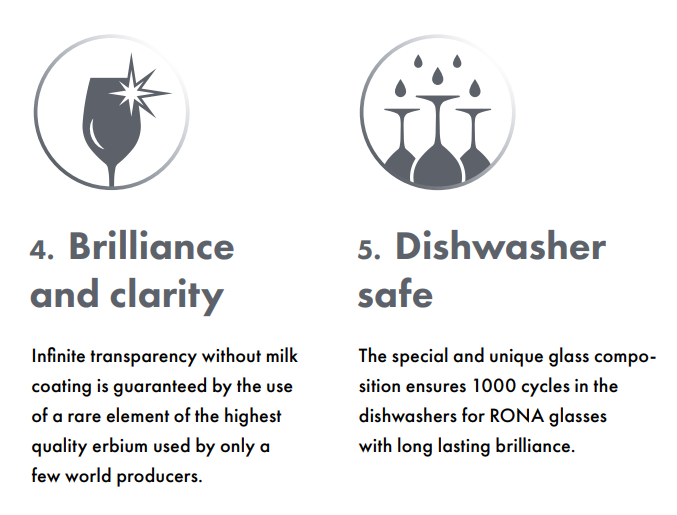 4. Brilliance
and clarity
Infinite transparency without milk
coating is guaranteed by the use
of a rare element of the highest
quality erbium used by only a
few world producers.
5. Dishwasher
safe
The special and unique glass compo-
sition ensures 1000 cycles in the
dishwashers for RONA glasses
with long lasting brilliance.